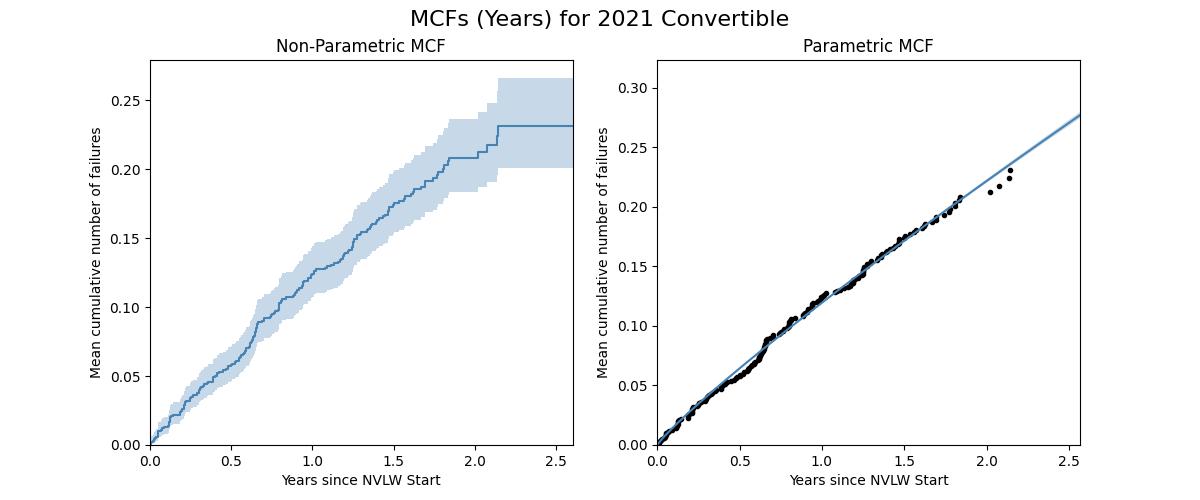 MCFs (Years) for 2021 Convertible
Non-Parametric MCF
Mean cumulative number of failures
0.25
0.20
0.15
0.10
0.05
0.00
0.0 0.5 1.0 1.5 2.0 2.5
Years since NVLW Start
Parametric MCF
Mean cumulative number of failures
0.30
0.25
0.20
0.15
0.10
0.05
0.00
0.0 0.5 1.0 1.5 2.0 2.5
Years since NVLW Start